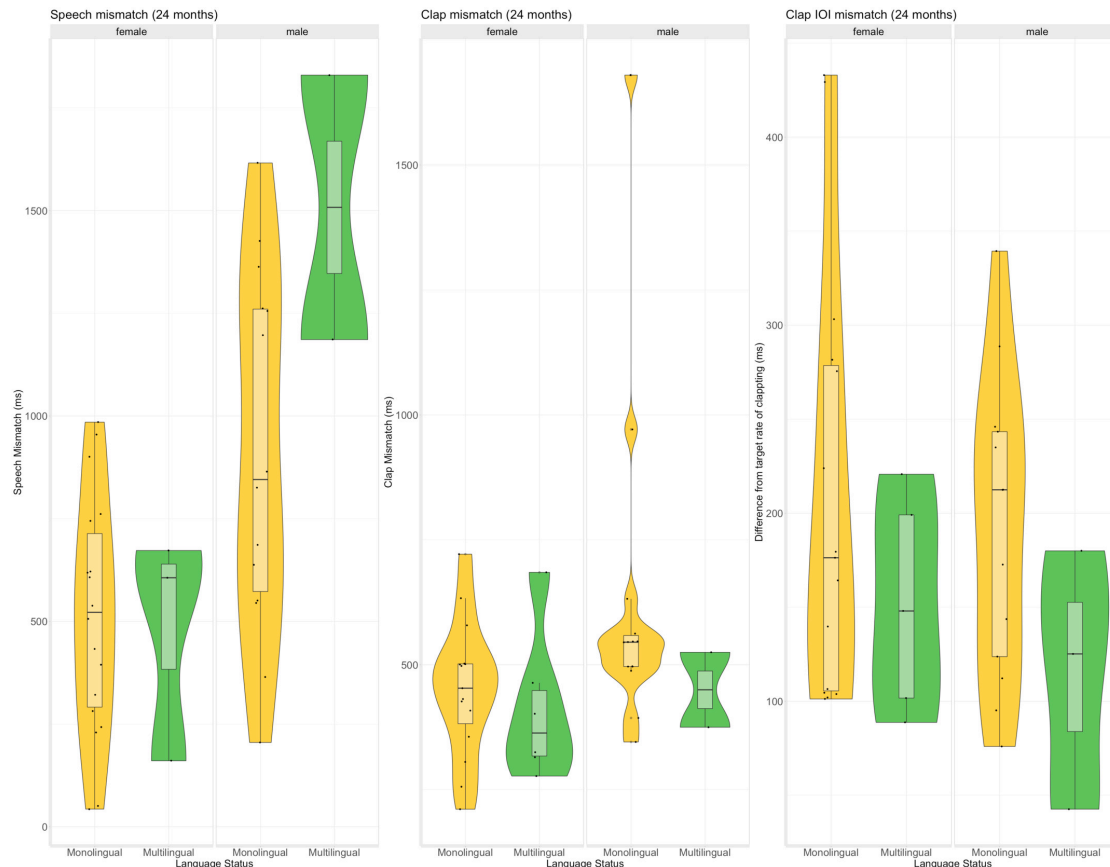 Speech mismatch (24 months)
female
male
Speech Mismatch (ms)
1500
1000
500
0
Monolingual
Multilingual
Monolingual
Multilingual
Language Status
Clap mismatch (24 months)
female
male
Clap Mismatch (ms)
1500
1000
500
Monolingual
Multilingual
Monolingual
Multilingual
Language Status
Clap IOI mismatch (24 months)
female
male
Difference from target rate of clappting (ms)
400
300
200
100
Monolingual
Multilingual
Monolingual
Multilingual
Language Status